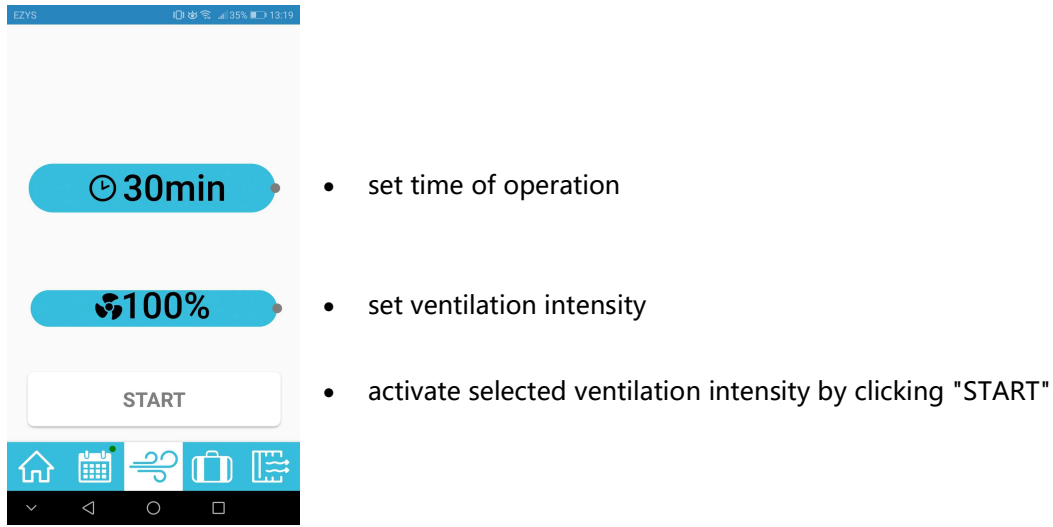 EZYS 35% 13:19
30min
• set time of operation
100%
• set ventilation intensity
START
• activate selected ventilation intensity by clicking "START"